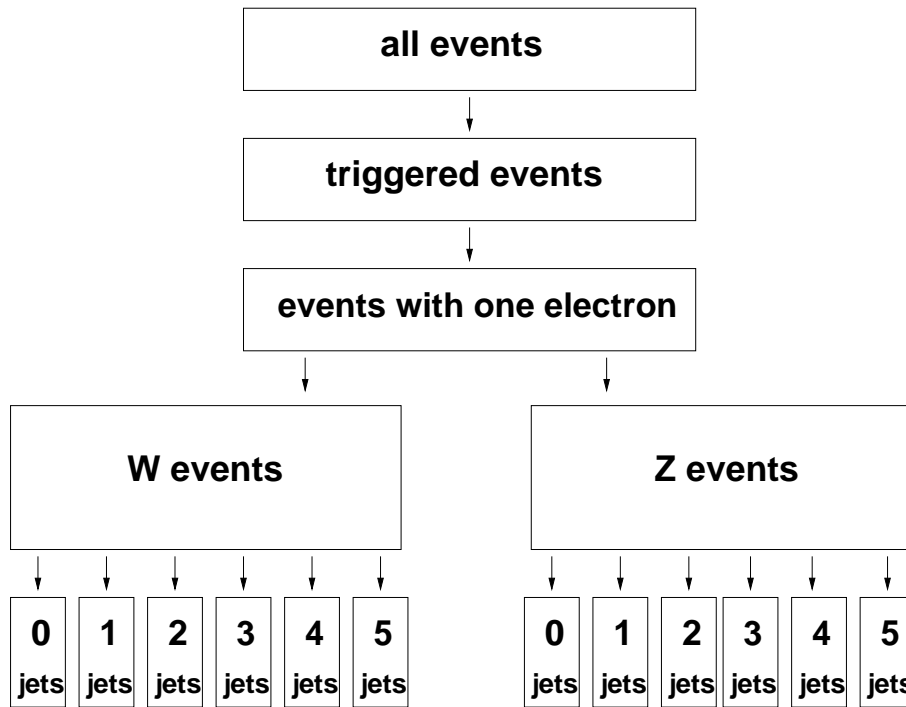 all events
triggered events
events with one electron
W events
Z events
0 1 2 3 4 5 0 1 2 3 4 5
jets jets jets jets jets jets jets jets jets jets jets jets